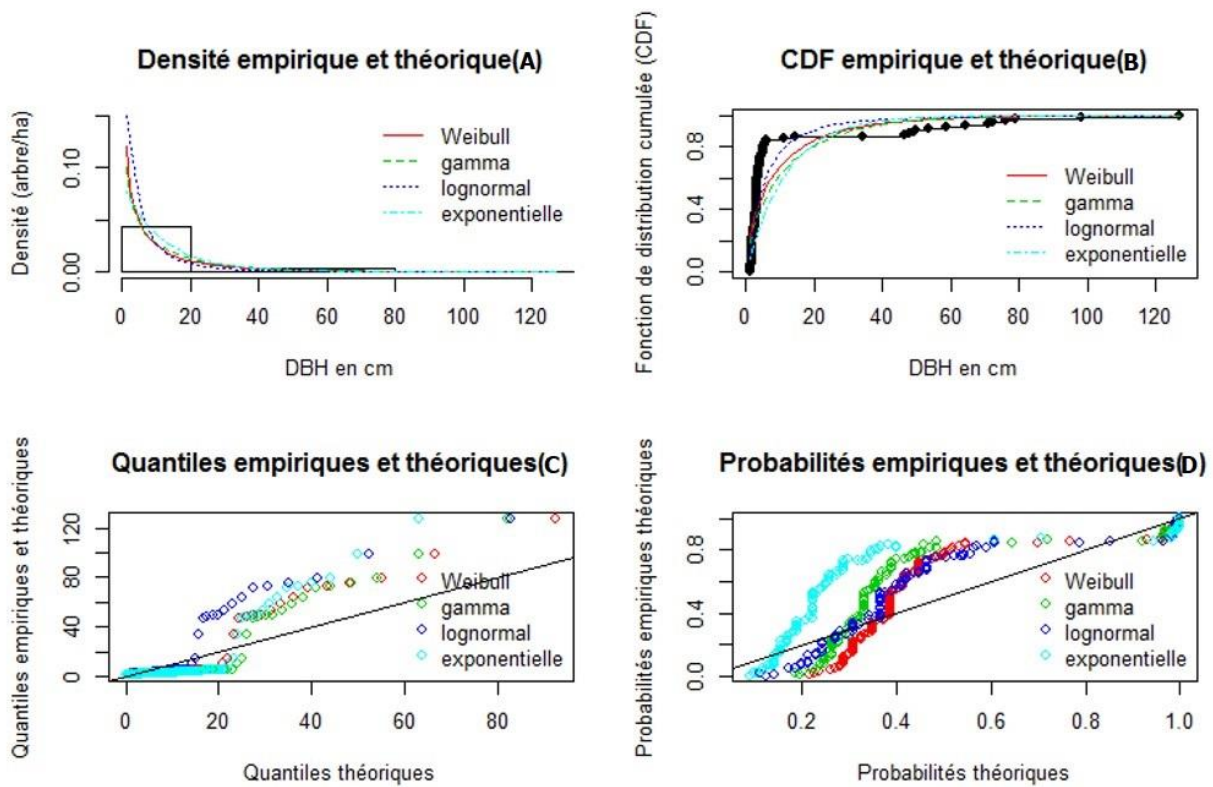 Densité empirique et théorique(A)
Densité (arbre/ha)
0.10
0.00
Weibull
gamma
lognormal
exponentielle
0 20 40 60 80 100 120
DBH en cm
CDF empirique et théorique(B)
Fonction de distribution cumulée (CDF)
0.8
0.4
0.0
Weibull
gamma
lognormal
exponentielle
0 20 40 60 80 100 120
DBH en cm
Quantiles empiriques et théoriques(C)
Quantiles empiriques et théoriques
120
80
40
0
Weibull
gamma
lognormal
exponentielle
0 20 40 60 80
Quantiles théoriques
Probabilités empiriques et théoriques(D)
Probabilités empiriques et théoriques
0.8
0.4
0.0
Weibull
gamma
lognormal
exponentielle
0.2 0.4 0.6 0.8 1.0
Probabilités théoriques